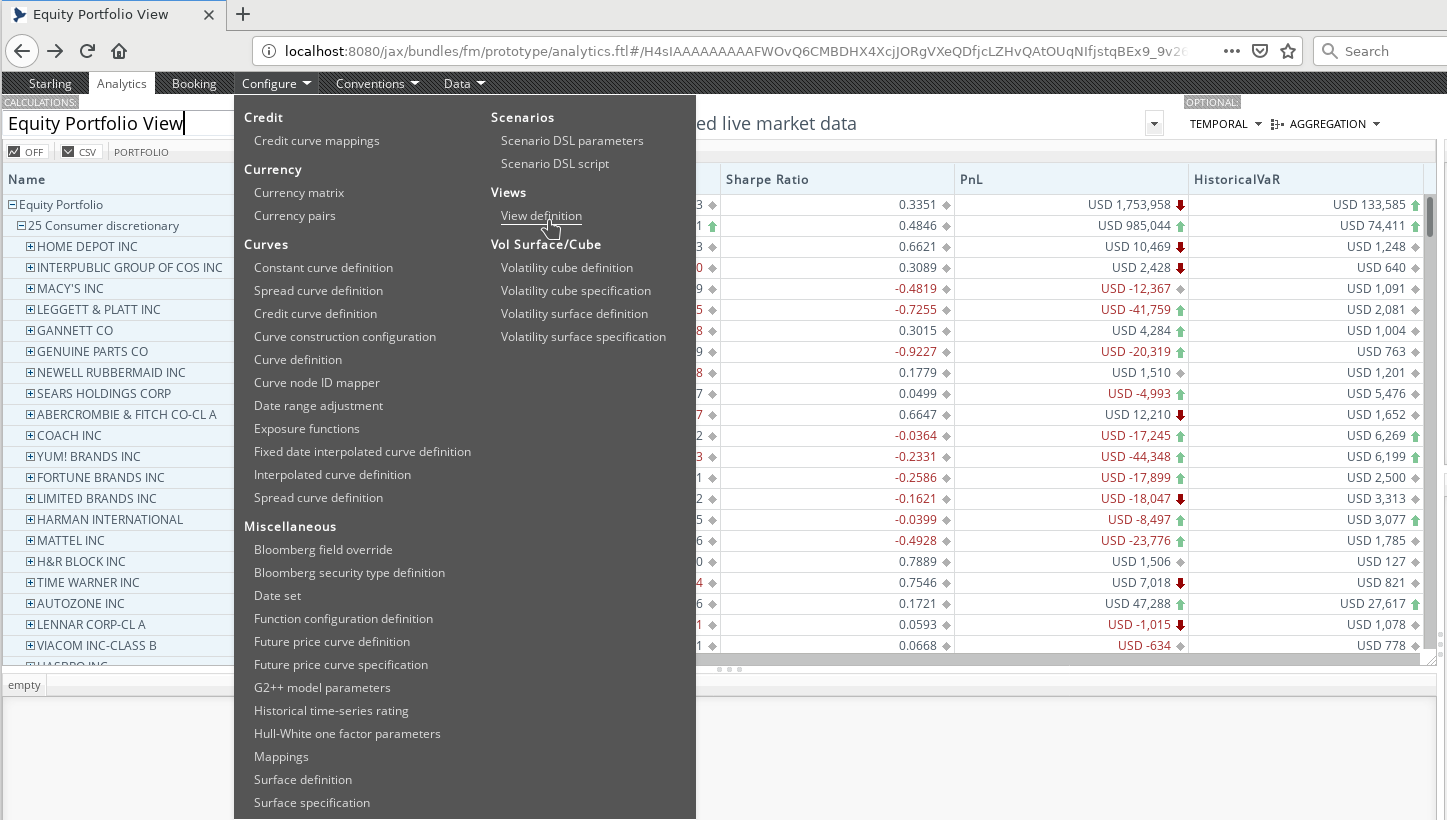 Equity Portfolio View
localhost:8080/jax/bundles/fm/prototype/analytics.ftl#/H4sIAAAAAAAAAFWOvQ6CMBDHX4XcjJORgVXeQDfjcLZHvQAtOUqNIfjstqBEx9_9v26
Search
Starling Analytics Booking Configure Conventions Data
CALCULATIONS:
OPTIONAL:
Equity Portfolio View
ed live market data
TEMPORAL AGGREGATION
OFF CSV PORTFOLIO
Name Sharpe Ratio PnL HistoricalVaR
Equity Portfolio 3 0.3351 USD 1,753,958 USD 133,585
25 Consumer discretionary 1 0.4846 USD 985,044 USD 74,411
HOME DEPOT INC 3 0.6621 USD 10,469 USD 1,248
INTERPUBLIC GROUP OF COS INC 0 0.3089 USD 2,428 USD 640
MACY'S INC 9 -0.4819 USD -12,367 USD 1,091
LEGGETT & PLATT INC 5 -0.7255 USD -41,759 USD 2,081
GANNETT CO 8 0.3015 USD 4,284 USD 1,004
GENUINE PARTS CO 9 -0.9227 USD -20,319 USD 763
NEWELL RUBBERMAID INC 8 0.1779 USD 1,510 USD 1,201
SEARS HOLDINGS CORP 7 0.0499 USD -4,993 USD 5,476
ABERCROMBIE & FITCH CO-CL A 7 0.6647 USD 12,210 USD 1,652
COACH INC 2 -0.0364 USD -17,245 USD 6,269
YUM! BRANDS INC 3 -0.2331 USD -44,348 USD 6,199
FORTUNE BRANDS INC 1 -0.2586 USD -17,899 USD 2,500
LIMITED BRANDS INC 2 -0.1621 USD -18,047 USD 3,313
HARMAN INTERNATIONAL 5 -0.0399 USD -8,497 USD 3,077
MATTEL INC 6 -0.4928 USD -23,776 USD 1,785
H&R BLOCK INC 0 0.7889 USD 1,506 USD 127
TIME WARNER INC 4 0.7546 USD 7,018 USD 821
AUTOZONE INC 6 0.1721 USD 47,288 USD 27,617
LENNAR CORP-CL A 1 0.0593 USD -1,015 USD 1,078
VIACOM INC-CLASS B 1 0.0668 USD -634 USD 778
HASBRO INC
empty
Credit
Credit curve mappings
Currency
Currency matrix
Currency pairs
Curves
Constant curve definition
Spread curve definition
Credit curve definition
Curve construction configuration
Curve definition
Curve node ID mapper
Date range adjustment
Exposure functions
Fixed date interpolated curve definition
Interpolated curve definition
Spread curve definition
Miscellaneous
Bloomberg field override
Bloomberg security type definition
Date set
Function configuration definition
Future price curve definition
Future price curve specification
G2++ model parameters
Historical time-series rating
Hull-White one factor parameters
Mappings
Surface definition
Surface specification
Scenarios
Scenario DSL parameters
Scenario DSL script
Views
View definition
Vol Surface/Cube
Volatility cube definition
Volatility cube specification
Volatility surface definition
Volatility surface specification